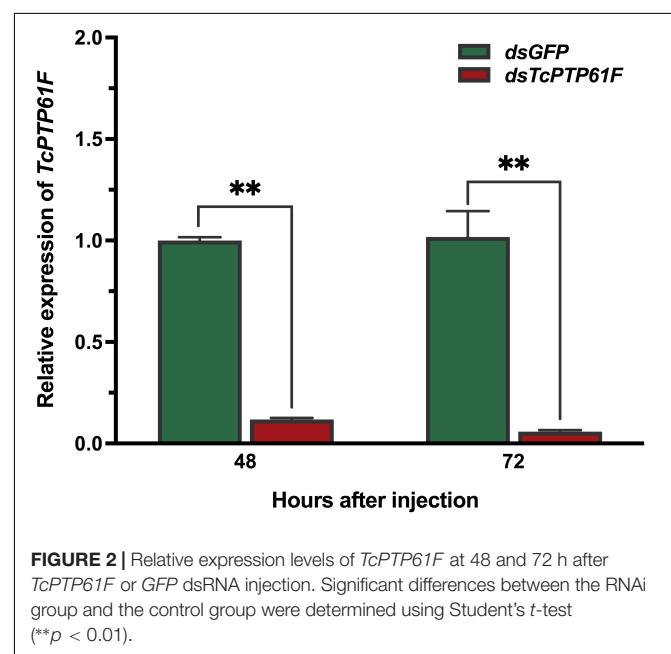 2.0
dsGFP
dsTcPTP61F
1.5
**
**
1.0
0.5
0.0
Relative expression of TcPTP61F
48
72
Hours after injection
FIGURE 2 | Relative expression levels of TcPTP61F at 48 and 72 h after
TcPTP61F or GFP dsRNA injection. Significant differences between the RNAi
group and the control group were determined using Student's t-test
(**p < 0.01).